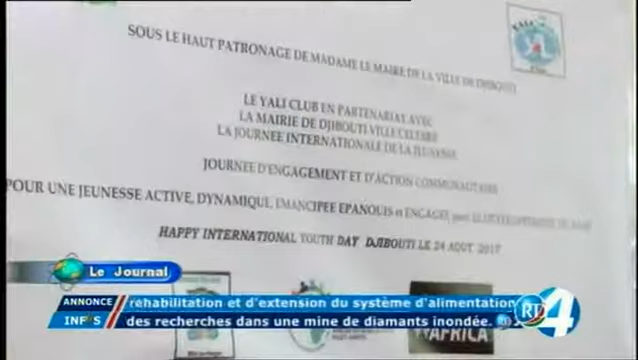 SOUS LE HAUT PATRONAGE DE MADAME LE MAIRE DE LA VILLE DE DJIBOUTI
LE YALI CLUB EN PARTENARIAT AVEC
LA MAIRIE DE DJIBOUTI VILLE CELEBRE
LA JOURNEE INTERNATIONALE DE LA JEUNESSE
JOURNEE D'ENGAGEMENT ET D'ACTION COMMUNAUTAIRE
POUR UNE JEUNESSE ACTIVE, DYNAMIQUE, EMANCIPEE EPANOUIS et ENGAGEE
HAPPY INTERNATIONAL YOUTH DAY DJIBOUTI LE 24 AOUT 2017
AFRICA
Le Journal
ANNONCE
INF'S
réhabilitation et d'extension du système d'alimentation
des recherches dans une mine de diamants inondée.
RTD
4